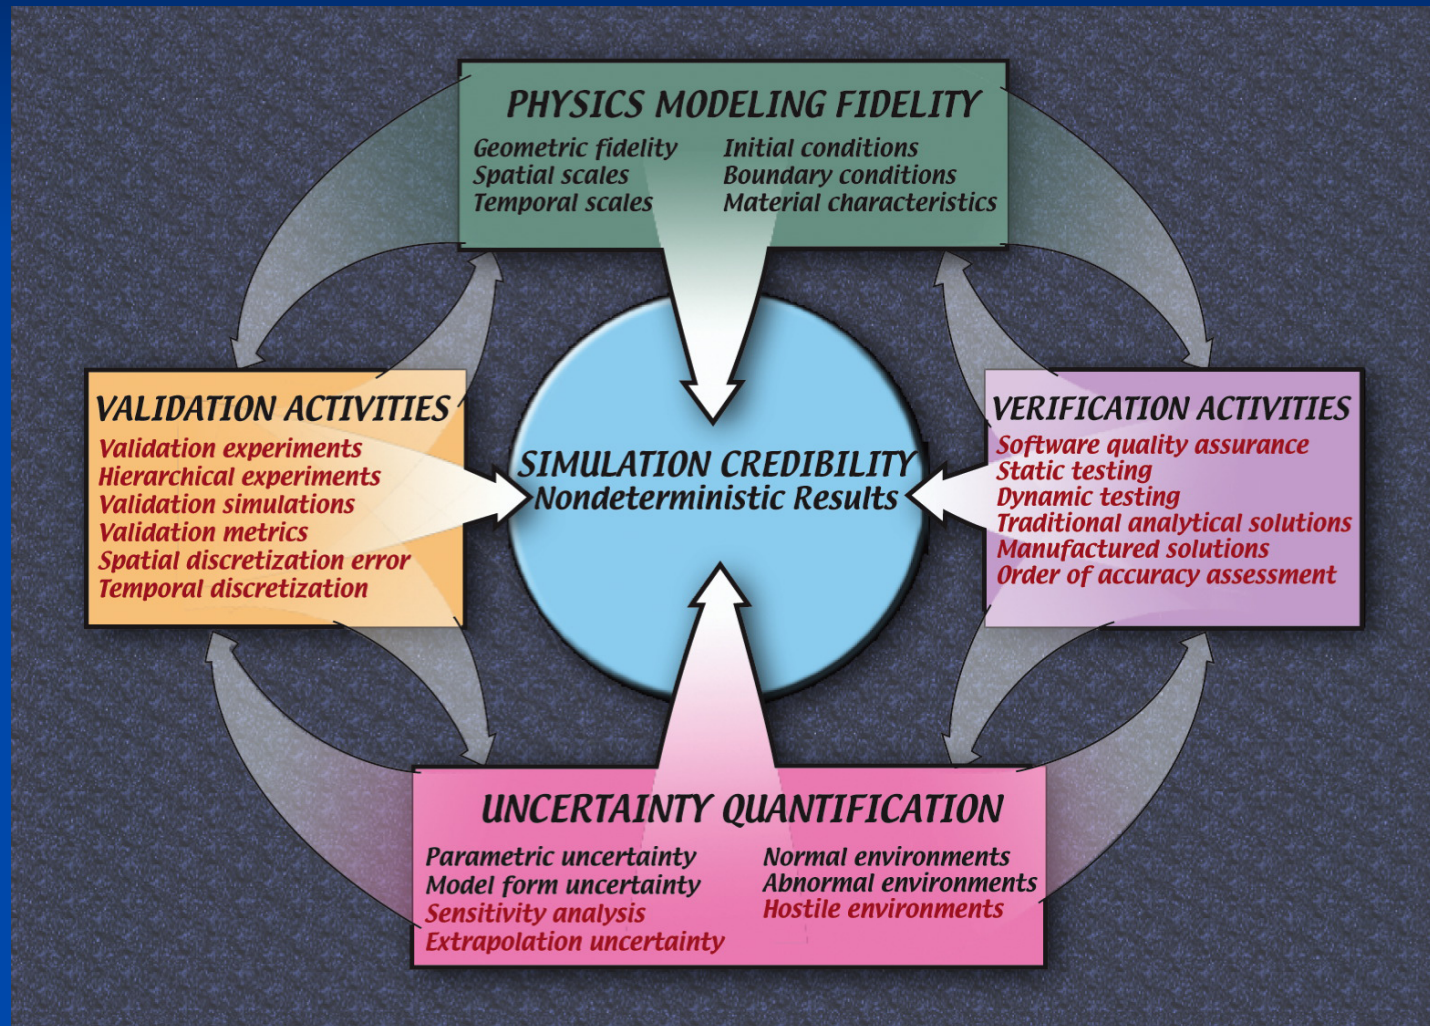 PHYSICS MODELING FIDELITY
Geometric fidelity
Spatial scales
Temporal scales
Initial conditions
Boundary conditions
Material characteristics
VALIDATION ACTIVITIES
Validation experiments
Hierarchical experiments
Validation simulations
Validation metrics
Spatial discretization error
Temporal discretization
SIMULATION CREDIBILITY
Nondeterministic Results
VERIFICATION ACTIVITIES
Software quality assurance
Static testing
Dynamic testing
Traditional analytical solutions
Manufactured solutions
Order of accuracy assessment
UNCERTAINTY QUANTIFICATION
Parametric uncertainty
Model form uncertainty
Sensitivity analysis
Extrapolation uncertainty
Normal environments
Abnormal environments
Hostile environments